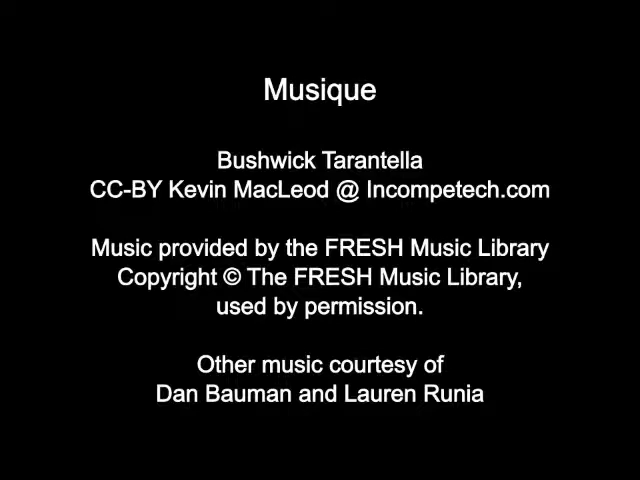 Musique
Bushwick Tarantella
CC-BY Kevin MacLeod @ Incompetech.com
Music provided by the FRESH Music Library
Copyright © The FRESH Music Library,
used by permission.
Other music courtesy of
Dan Bauman and Lauren Runia